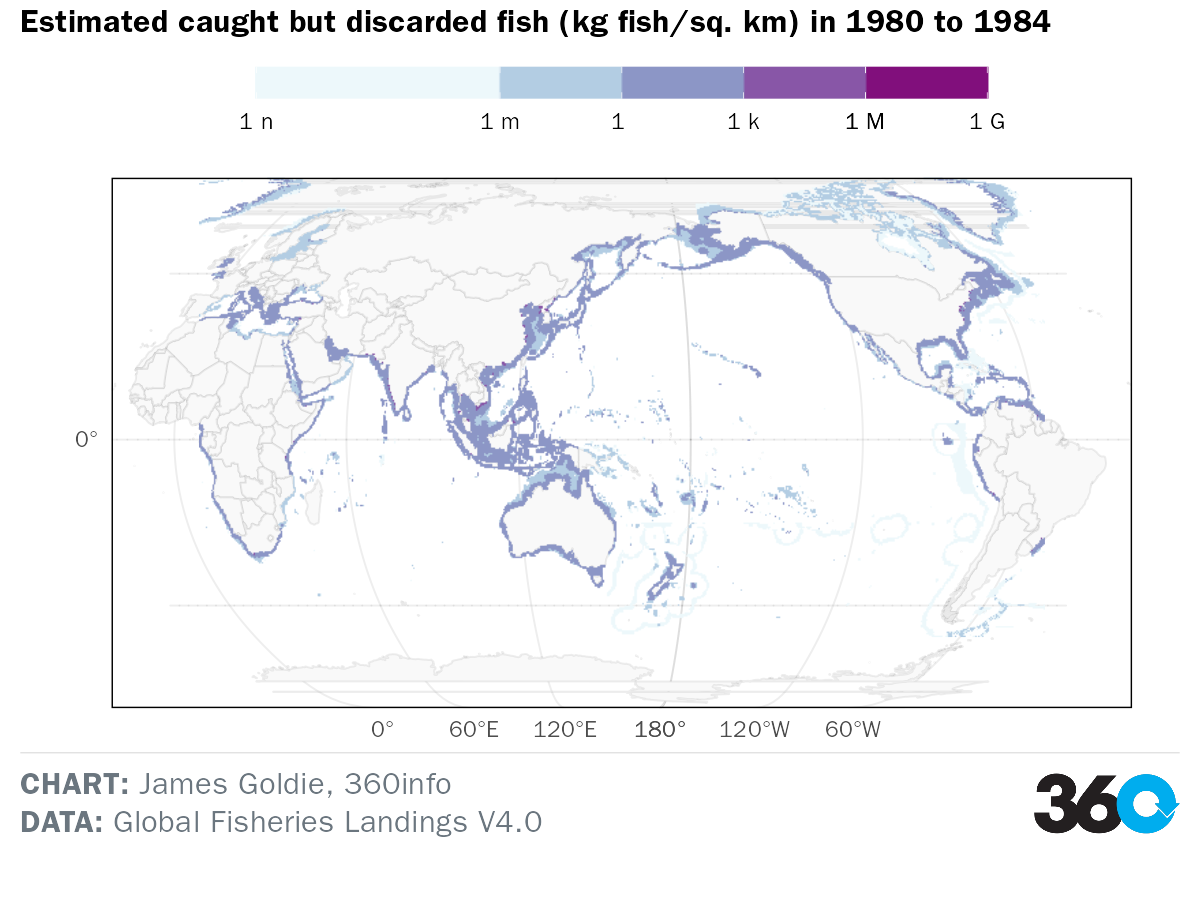 Estimated caught but discarded fish (kg fish/sq. km) in 1980 to 1984
1 n 1 m 1 1 k 1 M 1 G
0°
0° 60°E 120°E 180° 120°W 60°W
CHART: James Goldie, 360info
DATA: Global Fisheries Landings V4.0
360